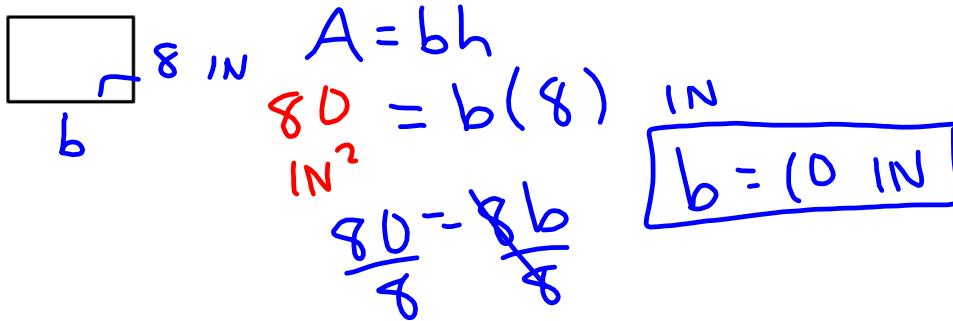 8 IN
b
A = bh
80 = b(8) IN
IN²
80/8 = 8b/8
b = 10 IN